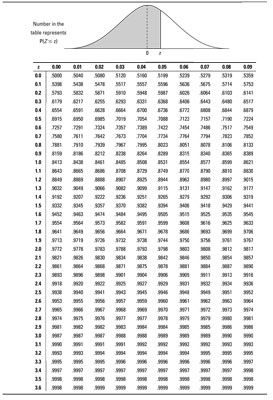 Number in the
table represents
P(Z ≤ z)
0 z
z 0.00 0.01 0.02 0.03 0.04 0.05 0.06 0.07 0.08 0.09
0.0 .5000 .5040 .5080 .5120 .5160 .5199 .5239 .5279 .5319 .5359
0.1 .5398 .5438 .5478 .5517 .5557 .5596 .5636 .5675 .5714 .5753
0.2 .5793 .5832 .5871 .5910 .5948 .5987 .6026 .6064 .6103 .6141
0.3 .6179 .6217 .6255 .6293 .6331 .6368 .6406 .6443 .6480 .6517
0.4 .6554 .6591 .6628 .6664 .6700 .6736 .6772 .6808 .6844 .6879
0.5 .6915 .6950 .6985 .7019 .7054 .7088 .7123 .7157 .7190 .7224
0.6 .7257 .7291 .7324 .7357 .7389 .7422 .7454 .7486 .7517 .7549
0.7 .7580 .7611 .7642 .7673 .7704 .7734 .7764 .7794 .7823 .7852
0.8 .7881 .7910 .7939 .7967 .7995 .8023 .8051 .8078 .8106 .8133
0.9 .8159 .8186 .8212 .8238 .8264 .8289 .8315 .8340 .8365 .8389
1.0 .8413 .8438 .8461 .8485 .8508 .8531 .8554 .8577 .8599 .8621
1.1 .8643 .8665 .8686 .8708 .8729 .8749 .8770 .8790 .8810 .8830
1.2 .8849 .8869 .8888 .8907 .8925 .8944 .8962 .8980 .8997 .9015
1.3 .9032 .9049 .9066 .9082 .9099 .9115 .9131 .9147 .9162 .9177
1.4 .9192 .9207 .9222 .9236 .9251 .9265 .9279 .9292 .9306 .9319
1.5 .9332 .9345 .9357 .9370 .9382 .9394 .9406 .9418 .9429 .9441
1.6 .9452 .9463 .9474 .9484 .9495 .9505 .9515 .9525 .9535 .9545
1.7 .9554 .9564 .9573 .9582 .9591 .9599 .9608 .9616 .9625 .9633
1.8 .9641 .9649 .9656 .9664 .9671 .9678 .9686 .9693 .9699 .9706
1.9 .9713 .9719 .9726 .9732 .9738 .9744 .9750 .9756 .9761 .9767
2.0 .9772 .9778 .9783 .9788 .9793 .9798 .9803 .9808 .9812 .9817
2.1 .9821 .9826 .9830 .9834 .9838 .9842 .9846 .9850 .9854 .9857
2.2 .9861 .9864 .9868 .9871 .9875 .9878 .9881 .9884 .9887 .9890
2.3 .9893 .9896 .9898 .9901 .9904 .9906 .9909 .9911 .9913 .9916
2.4 .9918 .9920 .9922 .9925 .9927 .9929 .9931 .9932 .9934 .9936
2.5 .9938 .9940 .9941 .9943 .9945 .9946 .9948 .9949 .9951 .9952
2.6 .9953 .9955 .9956 .9957 .9959 .9960 .9961 .9962 .9963 .9964
2.7 .9965 .9966 .9967 .9968 .9969 .9970 .9971 .9972 .9973 .9974
2.8 .9974 .9975 .9976 .9977 .9977 .9978 .9979 .9979 .9980 .9981
2.9 .9981 .9982 .9982 .9983 .9984 .9984 .9985 .9985 .9986 .9986
3.0 .9987 .9987 .9987 .9988 .9988 .9989 .9989 .9989 .9990 .9990
3.1 .9990 .9991 .9991 .9991 .9992 .9992 .9992 .9992 .9993 .9993
3.2 .9993 .9993 .9994 .9994 .9994 .9994 .9994 .9995 .9995 .9995
3.3 .9995 .9995 .9995 .9996 .9996 .9996 .9996 .9996 .9996 .9997
3.4 .9997 .9997 .9997 .9997 .9997 .9997 .9997 .9997 .9997 .9998
3.5 .9998 .9998 .9998 .9998 .9998 .9998 .9998 .9998 .9998 .9998
3.6 .9998 .9998 .9999 .9999 .9999 .9999 .9999 .9999 .9999 .9999